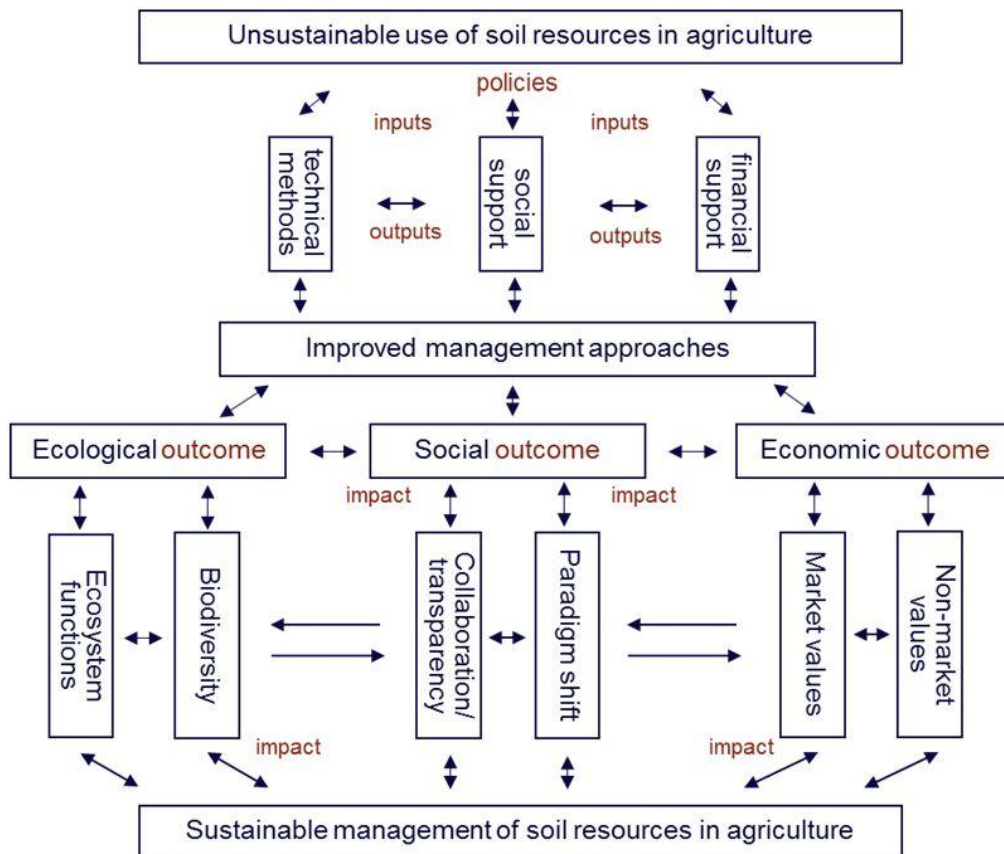 Unsustainable use of soil resources in agriculture
policies
inputs
inputs
technical
methods
social
support
financial
support
outputs
outputs
Improved management approaches
Ecological outcome
Social outcome
Economic outcome
impact
impact
Ecosystem
functions
Biodiversity
Collaboration/
transparency
Paradigm shift
Market values
Non-market
values
impact
impact
Sustainable management of soil resources in agriculture